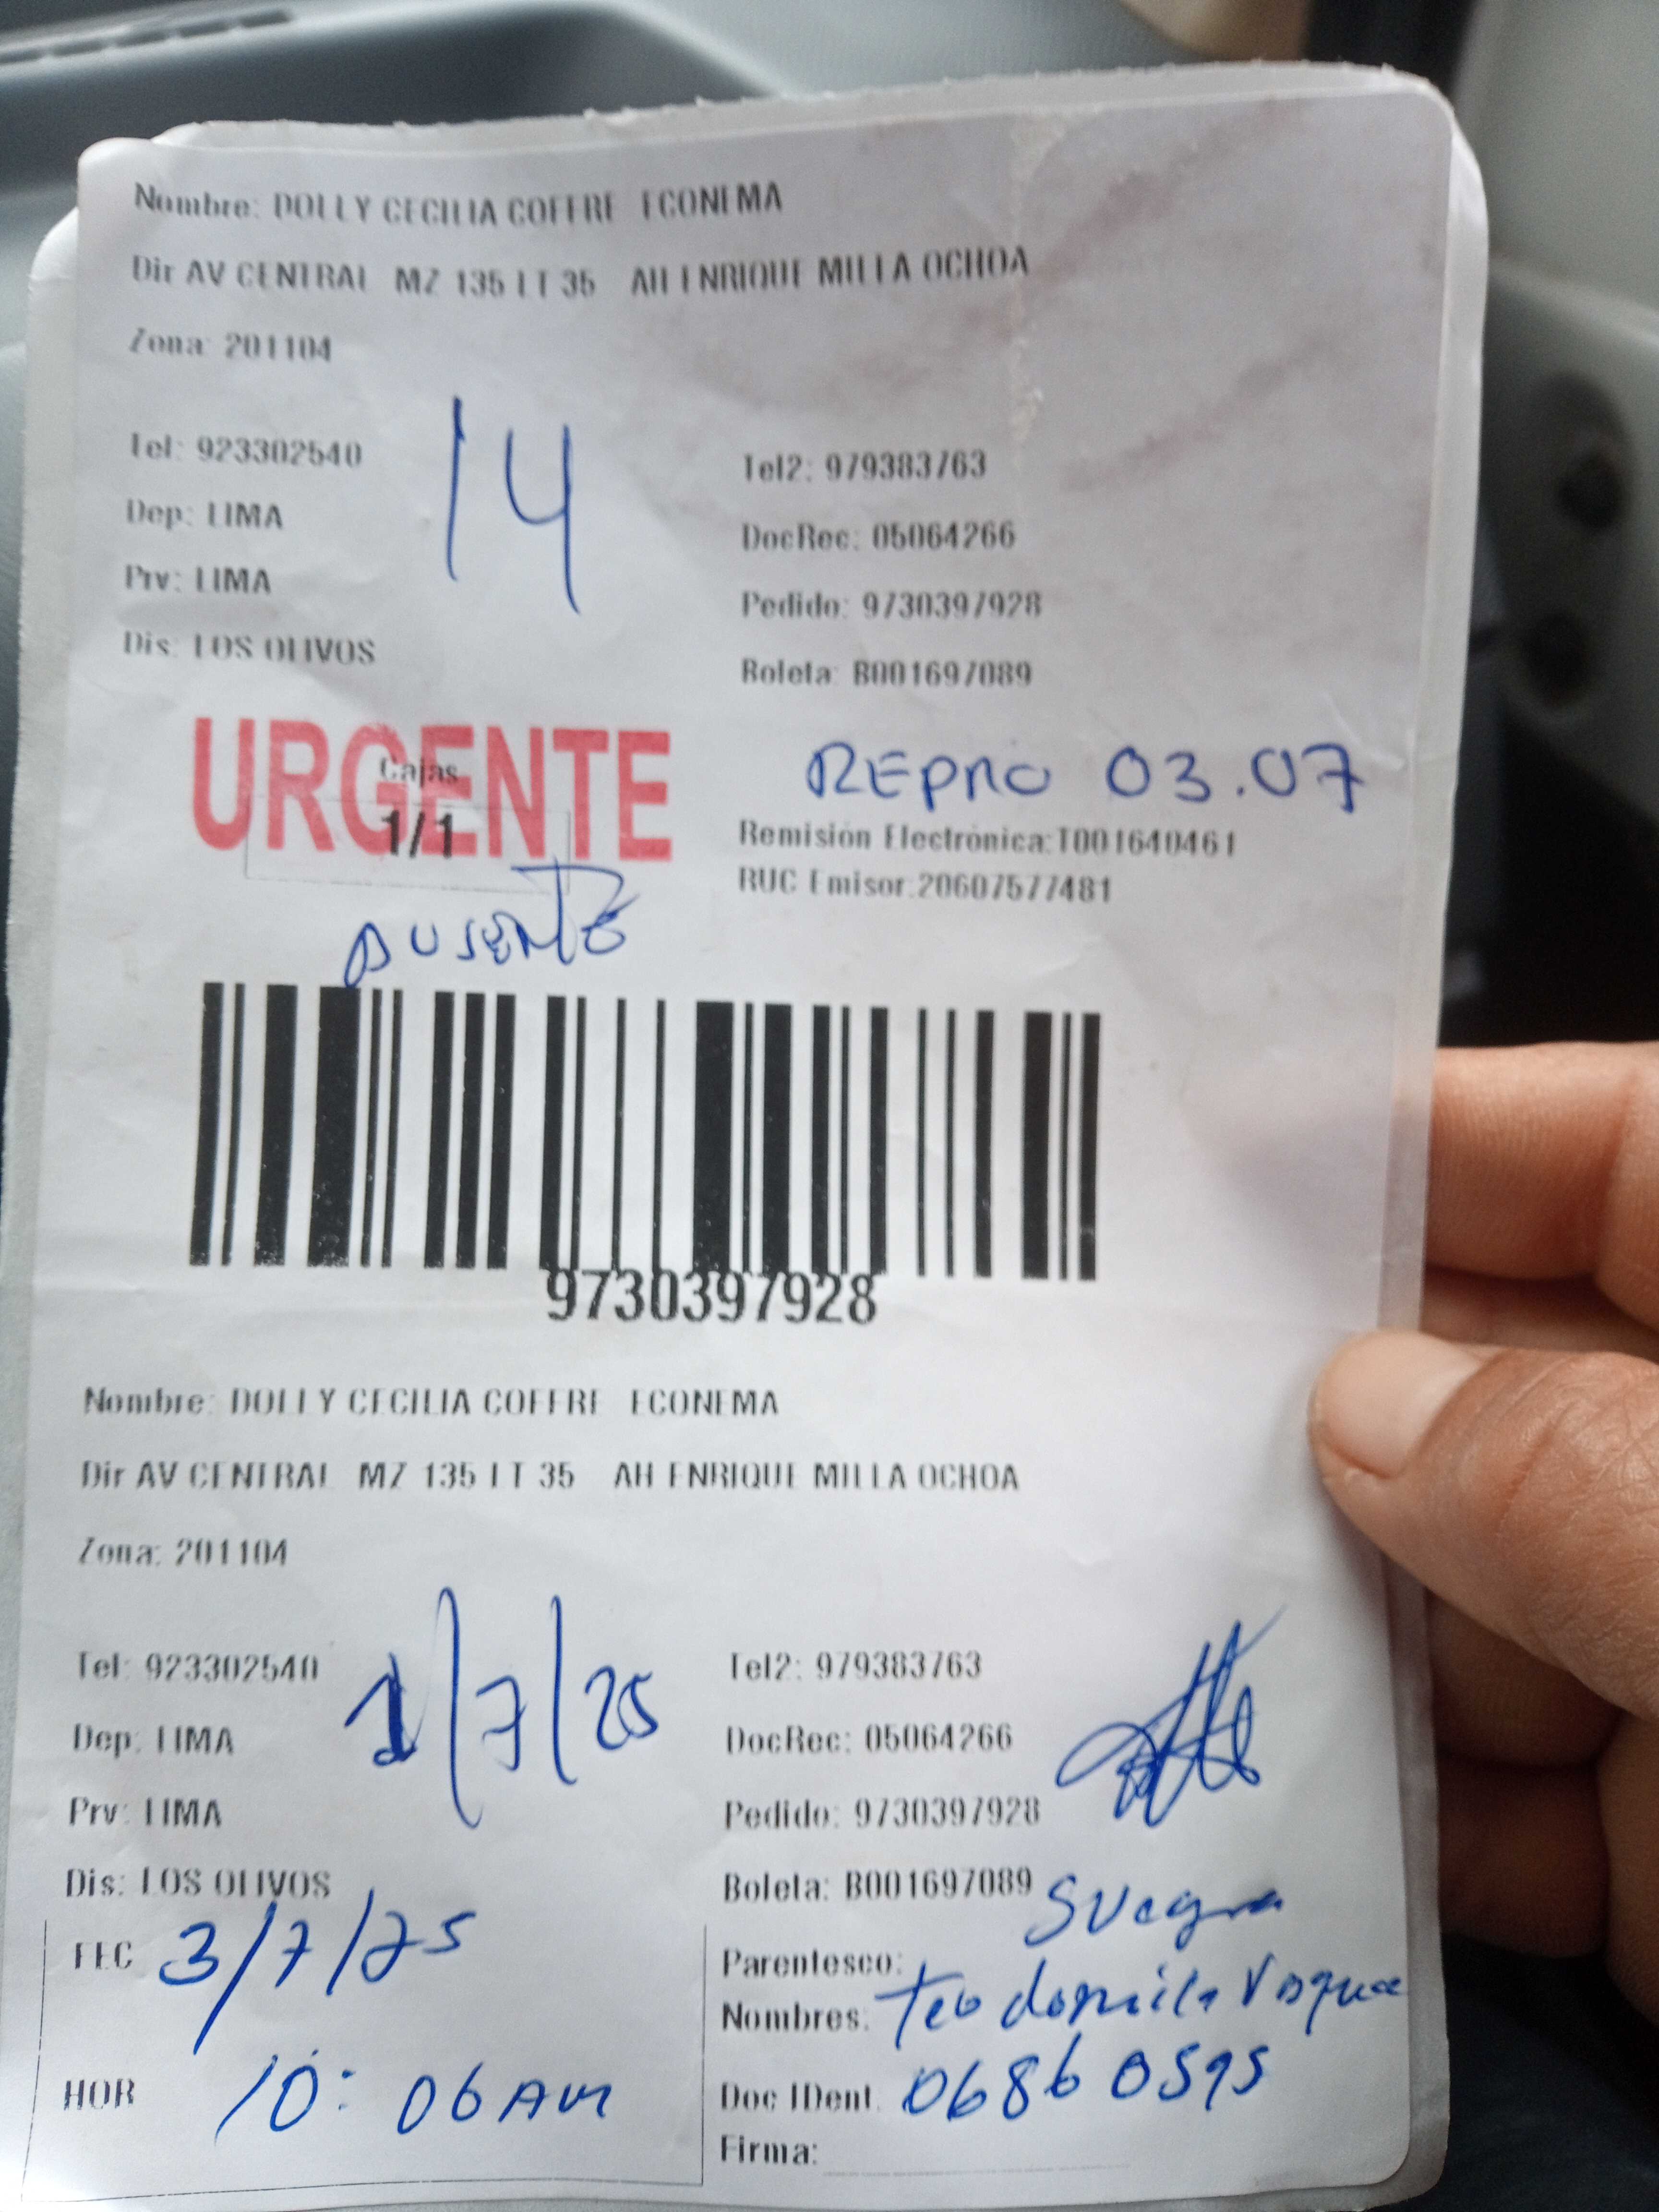 Nombre: DOLLY CECILIA COFFRE ECONEMA
Dir AV CENTRAL MZ 135 LT 35 AH ENRIQUE MILLA OCHOA
Zona: 201104
14
Tel: 923302540 Tel2: 979383763
Dep: LIMA DocRec: 05064266
Prv: LIMA Pedido: 9730397928
Dis: LOS OLIVOS Boleta: B001697089
URGENTE
Cajas
1/1
REPRO 03.07
Remisión Electrónica:T001640461
RUC Emisor:20607577481
AUSENTE
9730397928
Nombre: DOLLY CECILIA COFFRE ECONEMA
Dir AV CENTRAL MZ 135 LT 35 AH ENRIQUE MILLA OCHOA
Zona: 201104
Tel: 923302540 Tel2: 979383763
1/7/25
Dep: LIMA DocRec: 05064266
Prv: LIMA Pedido: 9730397928
Dis: LOS OLIVOS Boleta: B001697089
FEC 3/7/25
HOR 10:06 AM
Suegra
Parentesco:
Nombres: Teodomila
Doc IDent. 06860595
Firma: